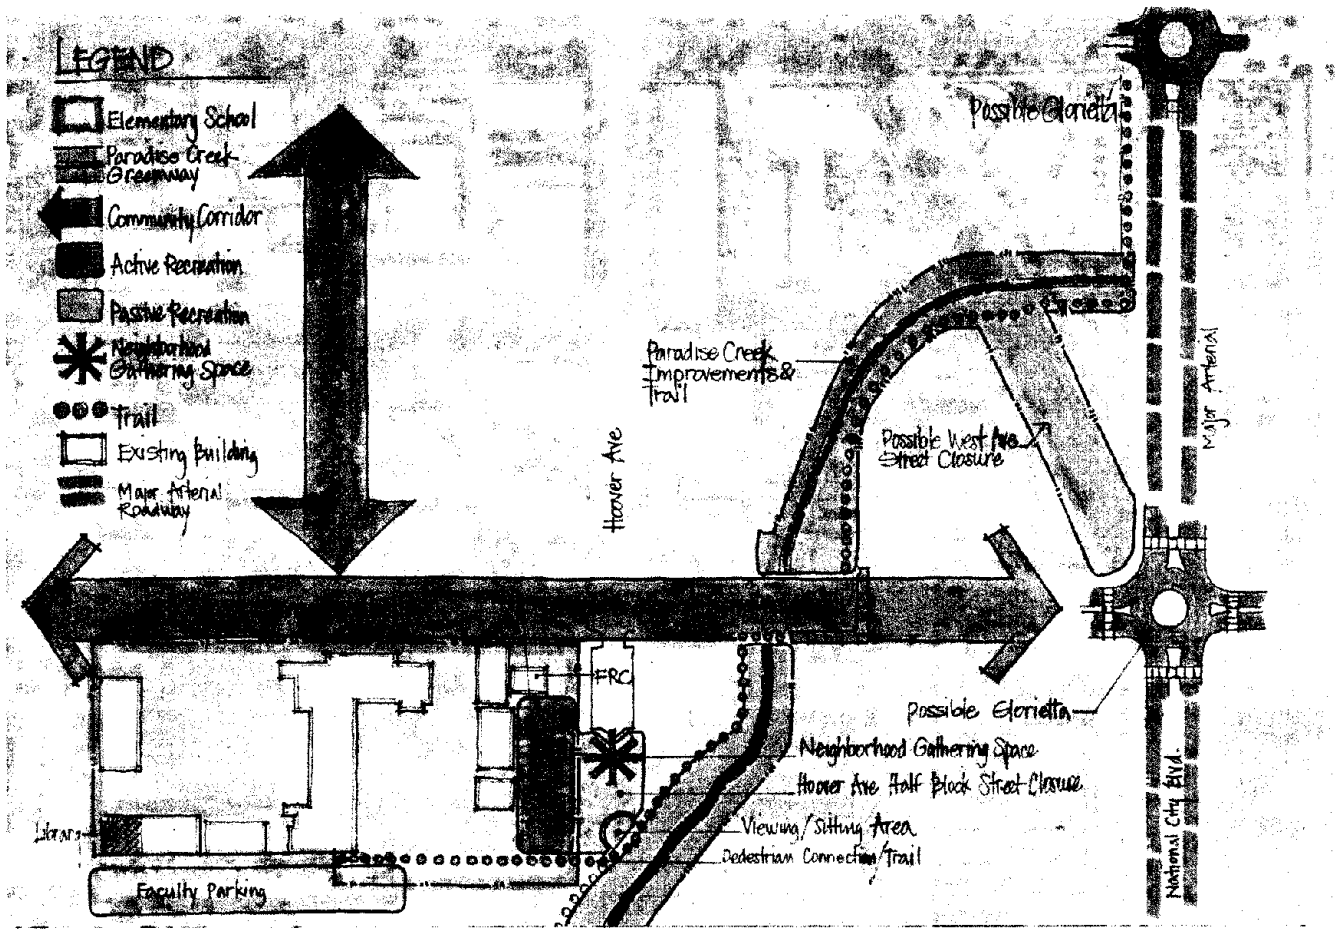 LEGEND
Elementary School
Paradise Creek
Greenway
Community Corridor
Active Recreation
Passive Recreation
Neighborhood
Gathering Space
Trail
Existing Building
Major Arterial
Roadway
Possible Glorietta
Paradise Creek
Improvements &
Trail
Possible West Ave.
Street Closure
Major Arterial
Hoover Ave
FRC
Possible Glorietta
Neighborhood Gathering Space
Hoover Ave Half Block Street Closure
Viewing/Sitting Area
Pedestrian Connection/Trail
Library
Faculty Parking
National City Blvd.